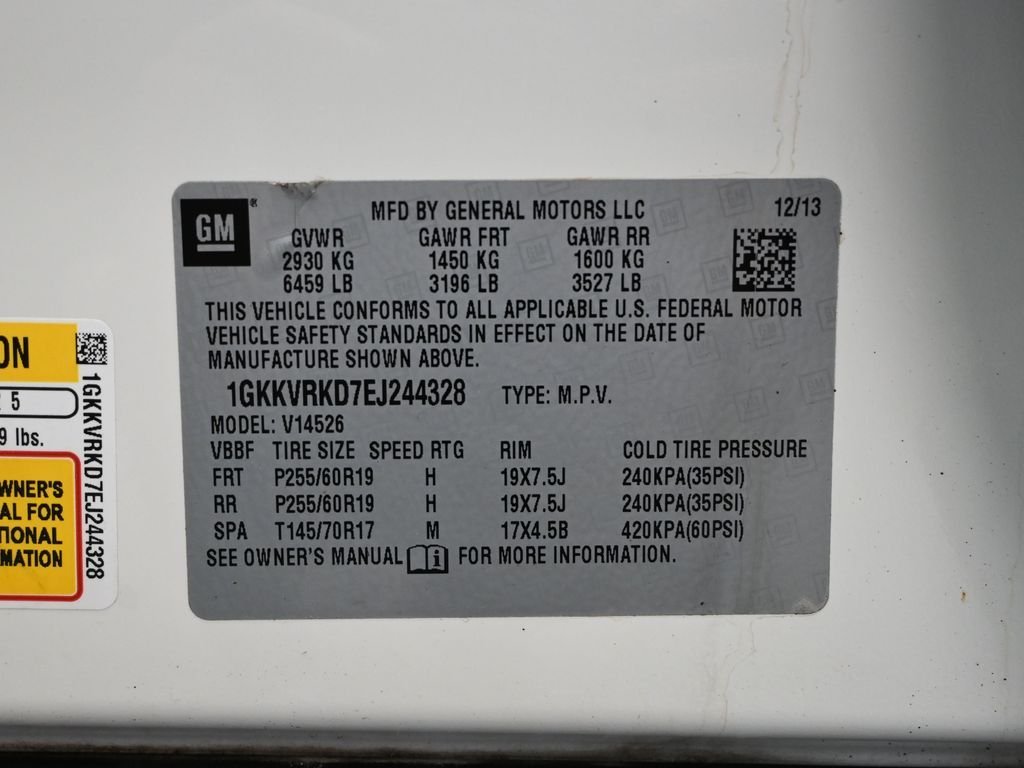 GM®
MFD BY GENERAL MOTORS LLC 12/13
GVWR GAWR FRT GAWR RR
2930 KG 1450 KG 1600 KG
6459 LB 3196 LB 3527 LB
THIS VEHICLE CONFORMS TO ALL APPLICABLE U.S. FEDERAL MOTOR
VEHICLE SAFETY STANDARDS IN EFFECT ON THE DATE OF
MANUFACTURE SHOWN ABOVE.
1GKKVRKD7EJ244328 TYPE: M.P.V.
MODEL: V14526
VBBF TIRE SIZE SPEED RTG RIM COLD TIRE PRESSURE
FRT P255/60R19 H 19X7.5J 240KPA(35PSI)
RR P255/60R19 H 19X7.5J 240KPA(35PSI)
SPA T145/70R17 M 17X4.5B 420KPA(60PSI)
SEE OWNER'S MANUAL i FOR MORE INFORMATION.
ON
5
9 lbs.
WNER'S
AL FOR
TIONAL
MATION
1GKKVRKD7EJ244328